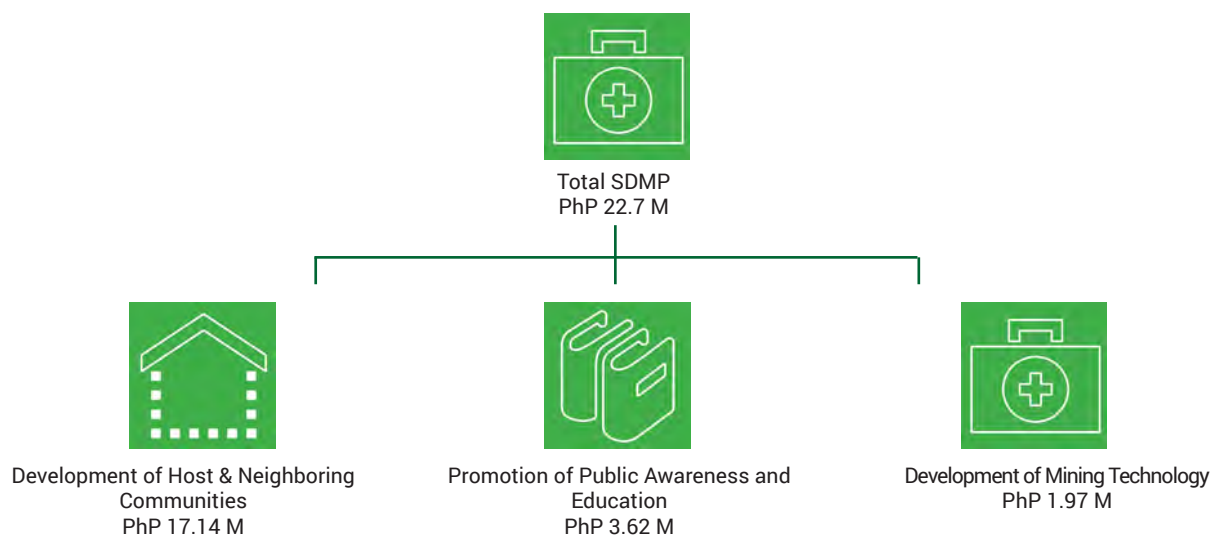 Total SDMP
PhP 22.7 M
Development of Host & Neighboring
Communities
PhP 17.14 M
Promotion of Public Awareness and
Education
PhP 3.62 M
Development of Mining Technology
PhP 1.97 M